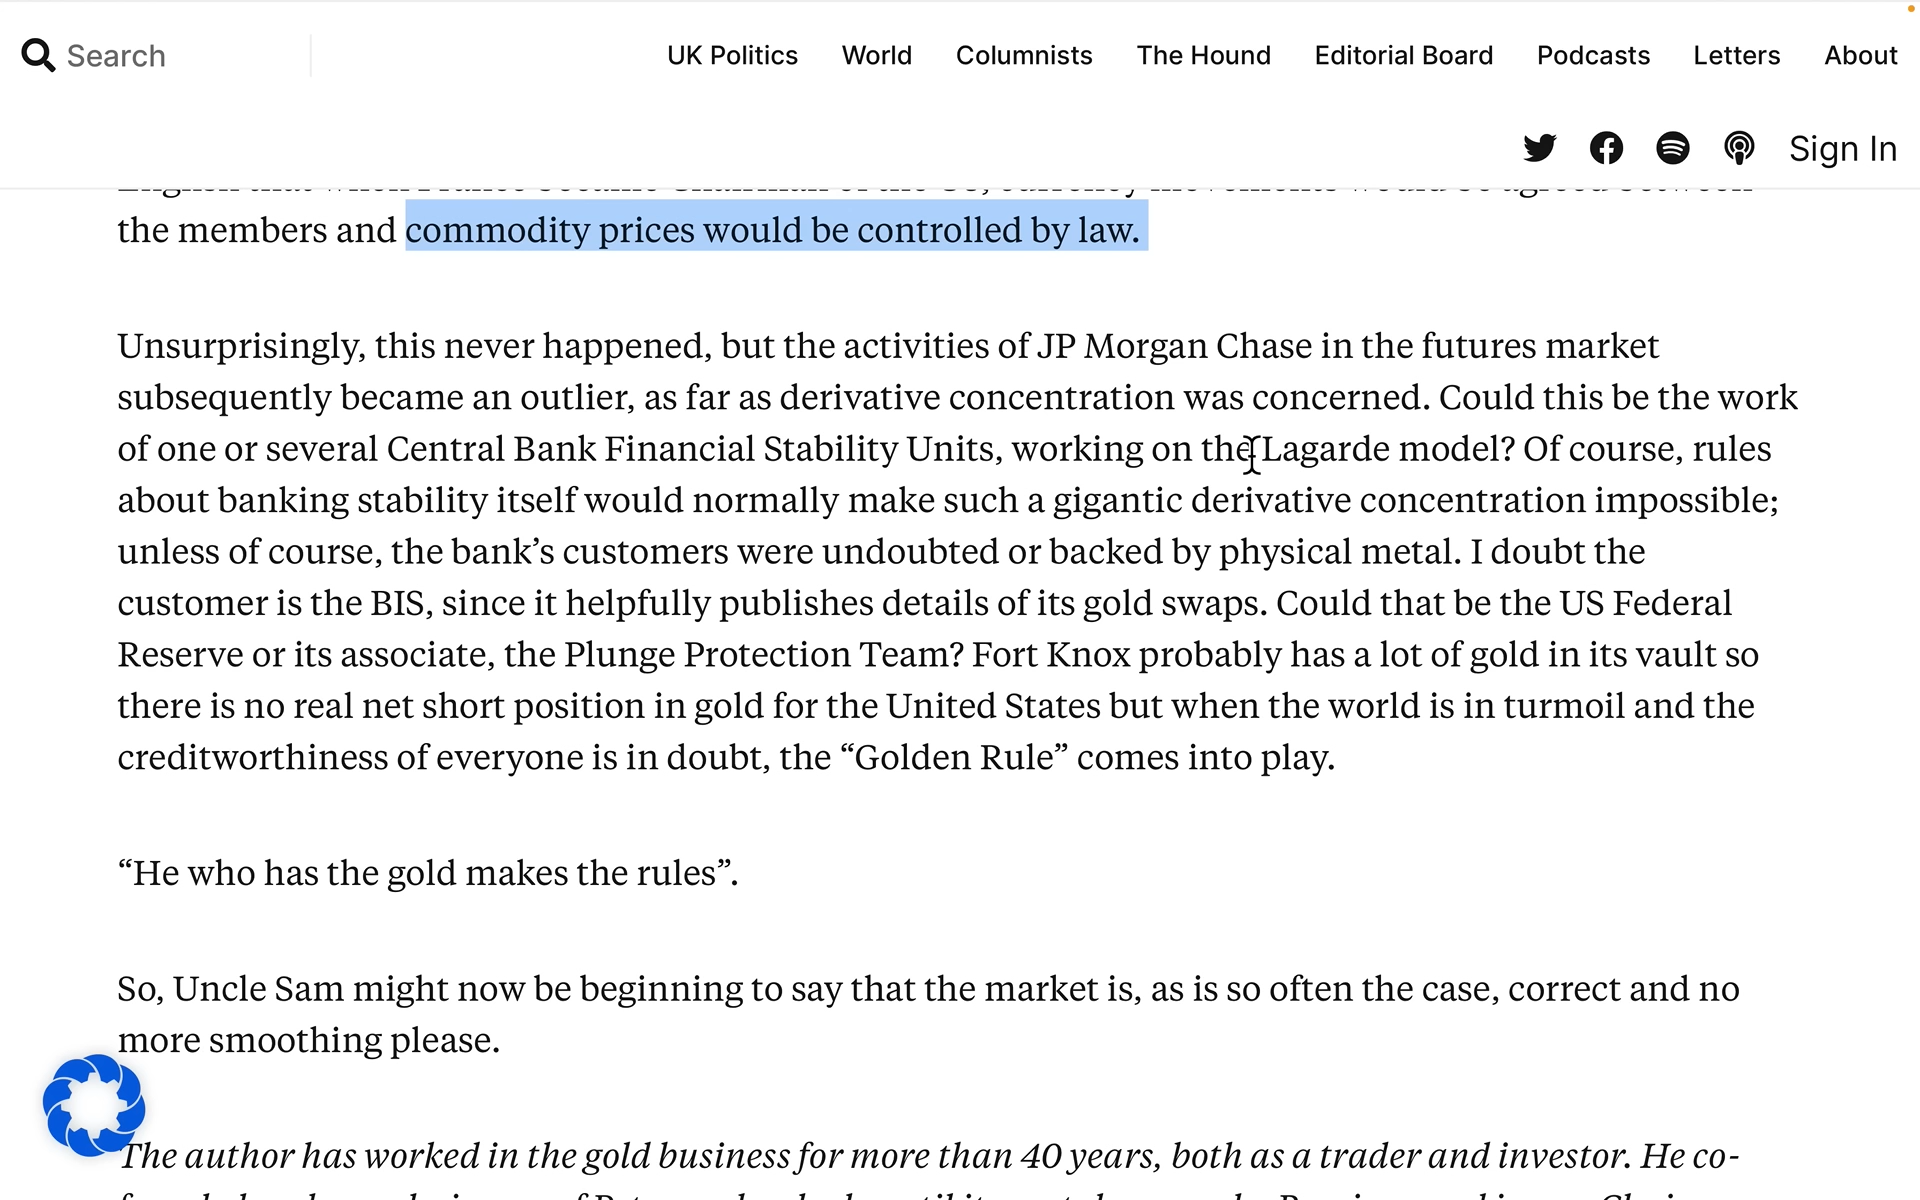 Search
UK Politics World Columnists The Hound Editorial Board Podcasts Letters About
Sign In
the members and commodity prices would be controlled by law.
Unsurprisingly, this never happened, but the activities of JP Morgan Chase in the futures market
subsequently became an outlier, as far as derivative concentration was concerned. Could this be the work
of one or several Central Bank Financial Stability Units, working on the Lagarde model? Of course, rules
about banking stability itself would normally make such a gigantic derivative concentration impossible;
unless of course, the bank’s customers were undoubted or backed by physical metal. I doubt the
customer is the BIS, since it helpfully publishes details of its gold swaps. Could that be the US Federal
Reserve or its associate, the Plunge Protection Team? Fort Knox probably has a lot of gold in its vault so
there is no real net short position in gold for the United States but when the world is in turmoil and the
creditworthiness of everyone is in doubt, the “Golden Rule” comes into play.
“He who has the gold makes the rules”.
So, Uncle Sam might now be beginning to say that the market is, as is so often the case, correct and no
more smoothing please.
The author has worked in the gold business for more than 40 years, both as a trader and investor. He co-